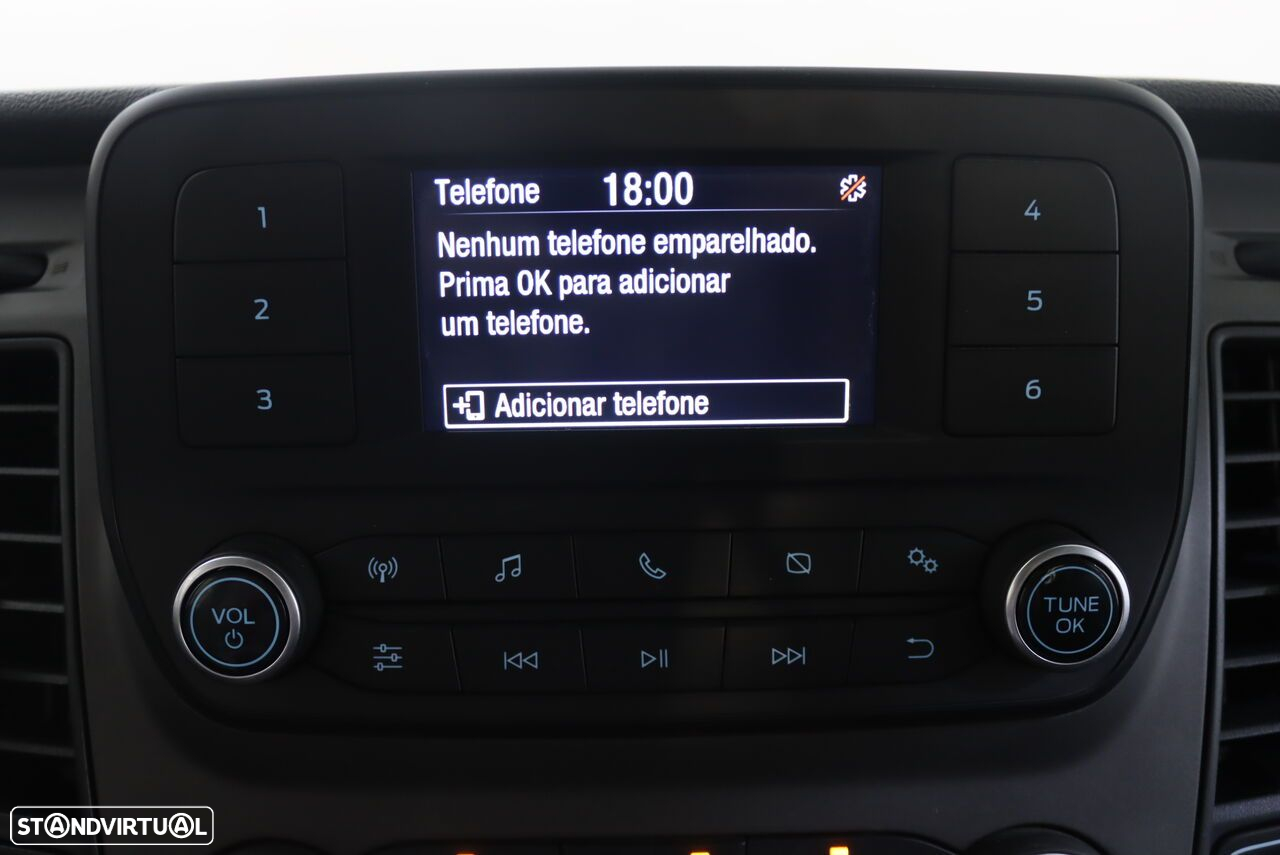 Telefone 18:00
Nenhum telefone emparelhado.
Prima OK para adicionar
um telefone.
Adicionar telefone
1
2
3
4
5
6
VOL
TUNE
OK
STANDVIRTUAL